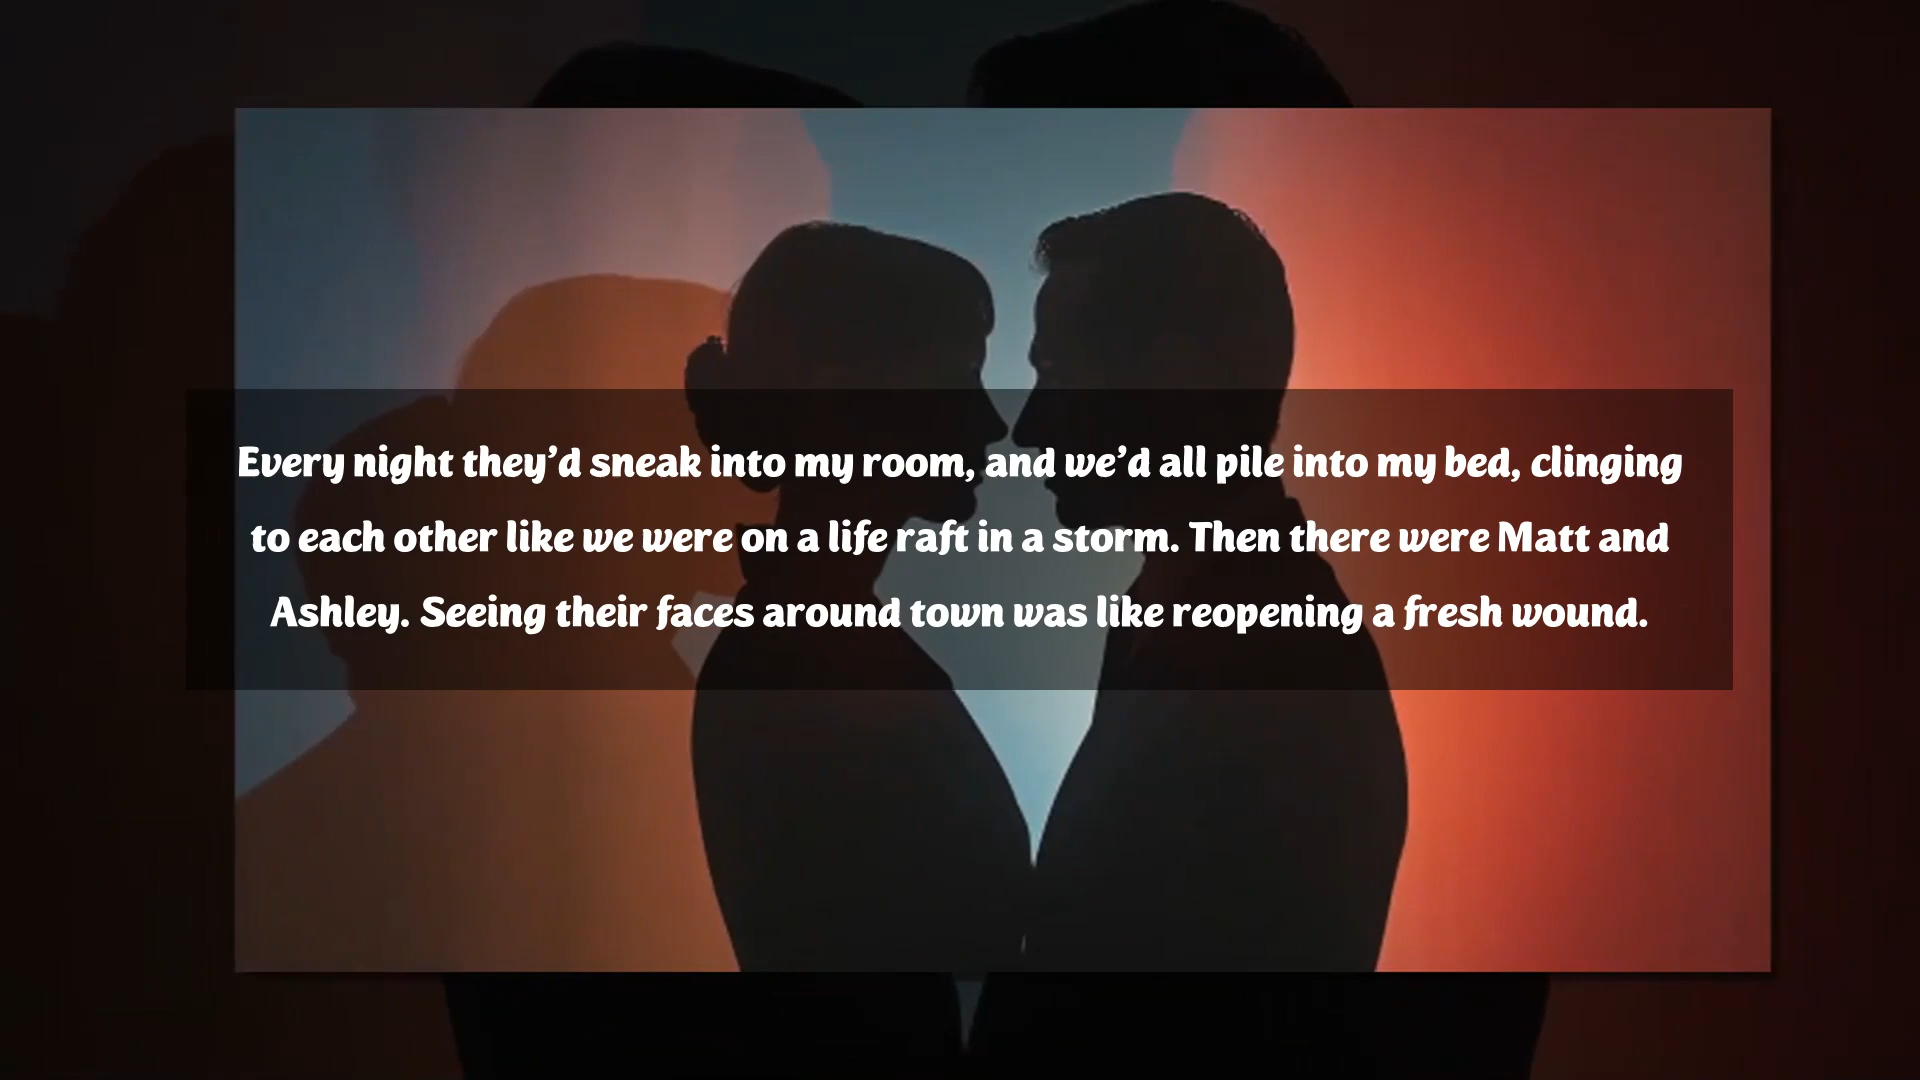 Every night they’d sneak into my room, and we’d all pile into my bed, clinging
to each other like we were on a life raft in a storm. Then there were Matt and
Ashley. Seeing their faces around town was like reopening a fresh wound.